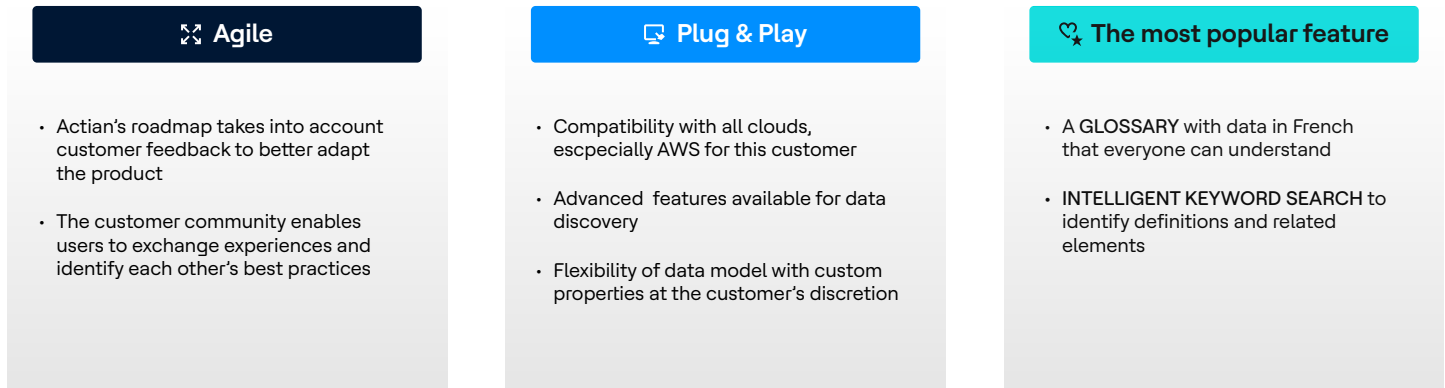 Agile
• Actian's roadmap takes into account
customer feedback to better adapt
the product
• The customer community enables
users to exchange experiences and
identify each other's best practices
Plug & Play
• Compatibility with all clouds,
escpecially AWS for this customer
• Advanced  features available for data
discovery
• Flexibility of data model with custom
properties at the customer's discretion
The most popular feature
• A GLOSSARY with data in French
that everyone can understand
• INTELLIGENT KEYWORD SEARCH to
identify definitions and related
elements